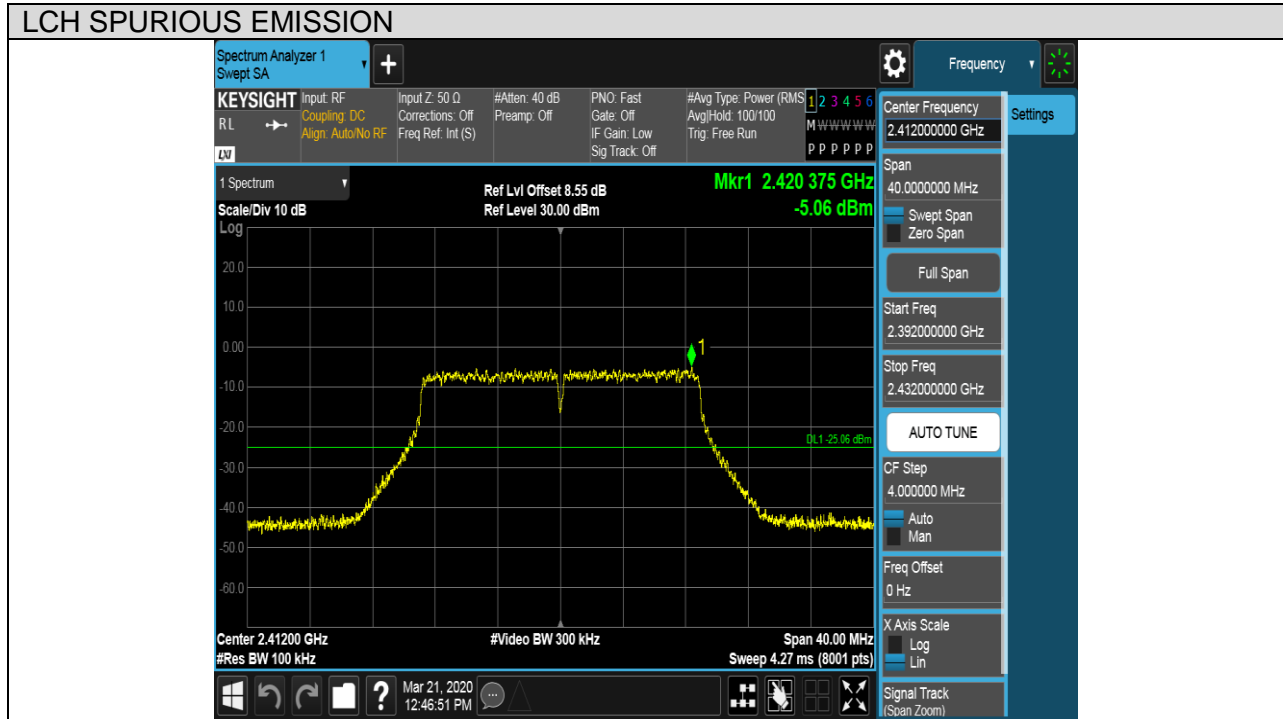 LCH SPURIOUS EMISSION
Spectrum Analyzer 1
Swept SA
Frequency
KEYSIGHT
RL
LXI
Input: RF
Coupling: DC
Align: Auto/No RF
Input Z: 50 Ω
Corrections: Off
Freq Ref: Int (S)
#Atten: 40 dB
Preamp: Off
PNO: Fast
Gate: Off
IF Gain: Low
Sig Track: Off
#Avg Type: Power (RMS
Avg|Hold: 100/100
Trig: Free Run
1 2 3 4 5 6
M W W W W W
P P P P P P
1 Spectrum
Scale/Div 10 dB
Log
Ref Lvl Offset 8.55 dB
Ref Level 30.00 dBm
Mkr1 2.420 375 GHz
-5.06 dBm
20.0
10.0
0.00
-10.0
-20.0
-30.0
-40.0
-50.0
-60.0
1
DL1 -25.06 dBm
Center 2.41200 GHz
#Res BW 100 kHz
#Video BW 300 kHz
Span 40.00 MHz
Sweep 4.27 ms (8001 pts)
Mar 21, 2020
12:46:51 PM
Settings
Center Frequency
2.412000000 GHz
Span
40.0000000 MHz
Swept Span
Zero Span
Full Span
Start Freq
2.392000000 GHz
Stop Freq
2.432000000 GHz
AUTO TUNE
CF Step
4.000000 MHz
Auto
Man
Freq Offset
0 Hz
X Axis Scale
Log
Lin
Signal Track
(Span Zoom)